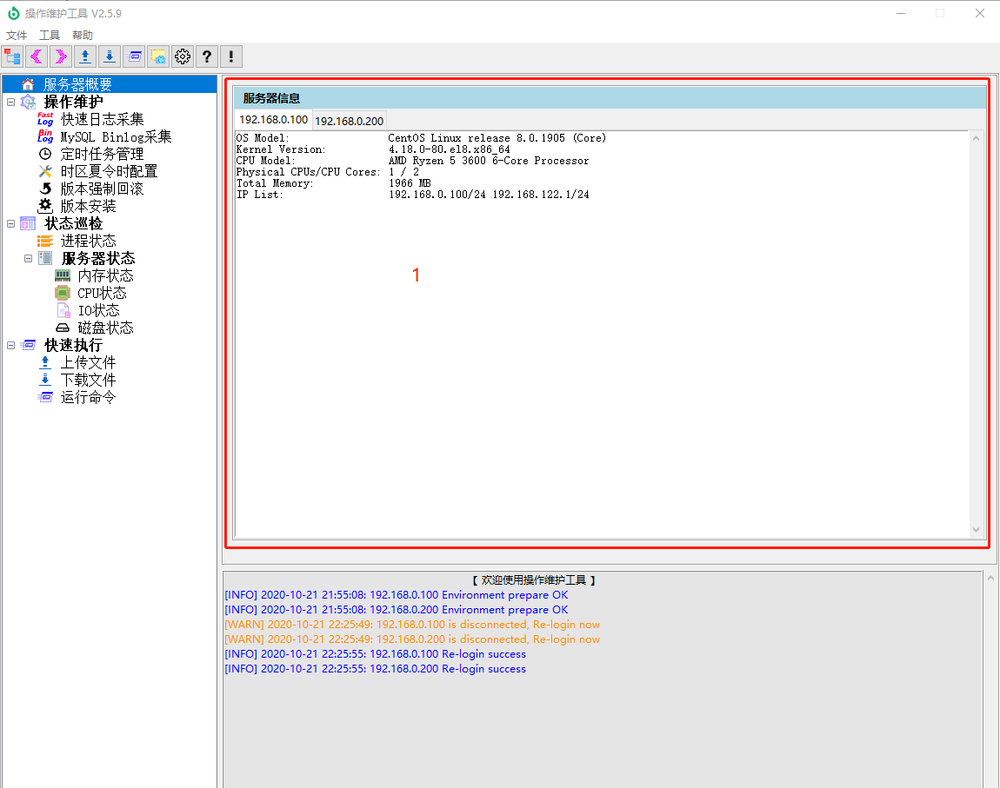 操作维护工具 V2.5.9
文件 工具 帮助
服务器概要
操作维护
Fast Log 快速日志采集
Bin Log MySQL Binlog采集
定时任务管理
时区夏令时配置
版本强制回滚
版本安装
状态巡检
进程状态
服务器状态
内存状态
CPU状态
IO状态
磁盘状态
快速执行
上传文件
下载文件
运行命令
服务器信息
192.168.0.100 192.168.0.200
OS Model: CentOS Linux release 8.0.1905 (Core)
Kernel Version: 4.18.0-80.el8.x86_64
CPU Model: AMD Ryzen 5 3600 6-Core Processor
Physical CPUs/CPU Cores: 1 / 2
Total Memory: 1966 MB
IP List: 192.168.0.100/24 192.168.122.1/24
1
【 欢迎使用操作维护工具 】
[INFO] 2020-10-21 21:55:08: 192.168.0.100 Environment prepare OK
[INFO] 2020-10-21 21:55:08: 192.168.0.200 Environment prepare OK
[WARN] 2020-10-21 22:25:49: 192.168.0.100 is disconnected, Re-login now
[WARN] 2020-10-21 22:25:49: 192.168.0.200 is disconnected, Re-login now
[INFO] 2020-10-21 22:25:55: 192.168.0.100 Re-login success
[INFO] 2020-10-21 22:25:55: 192.168.0.200 Re-login success